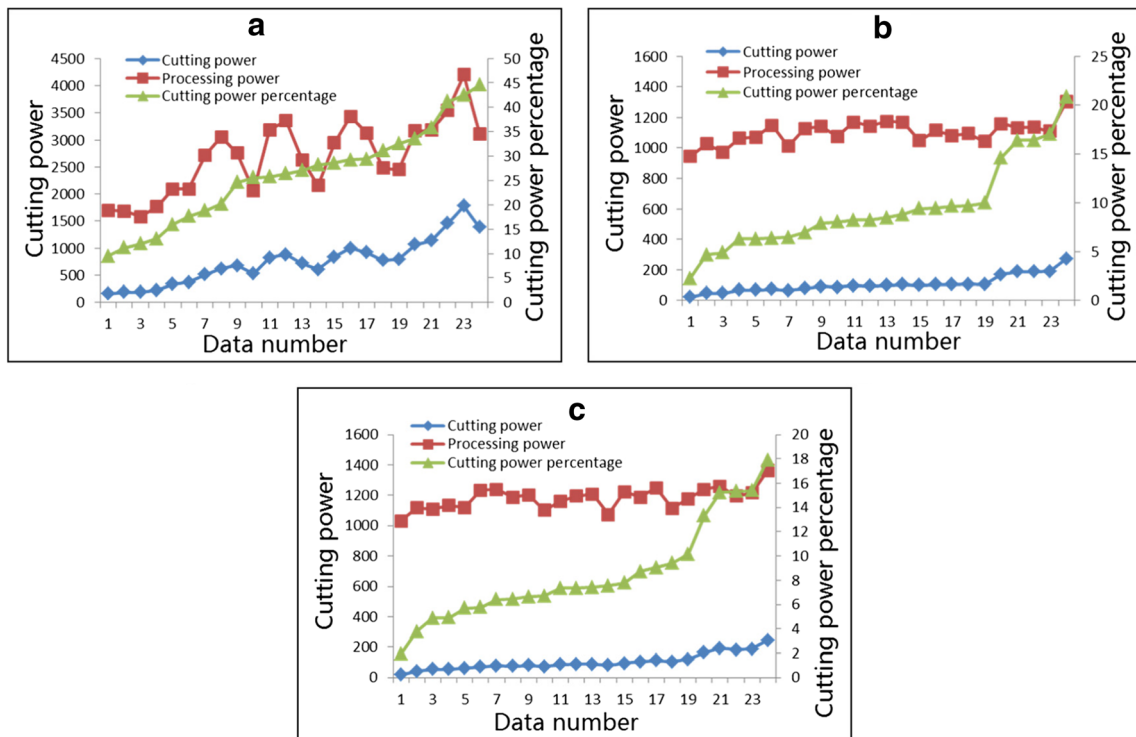 a
Cutting power
Processing power
Cutting power percentage
4500
4000
3500
3000
2500
2000
1500
1000
500
0
50
45
40
35
30
25
20
15
10
5
0
1 3 5 7 9 11 13 15 17 19 21 23
Cutting power
Cutting power percentage
Data number
b
Cutting power
Processing power
Cutting power percentage
1600
1400
1200
1000
800
600
400
200
0
25
20
15
10
5
0
1 3 5 7 9 11 13 15 17 19 21 23
Cutting power
Cutting power percentage
Data number
c
Cutting power
Processing power
Cutting power percentage
1600
1400
1200
1000
800
600
400
200
0
20
18
16
14
12
10
8
6
4
2
0
1 3 5 7 9 11 13 15 17 19 21 23
Cutting power
Cutting power percentage
Data number